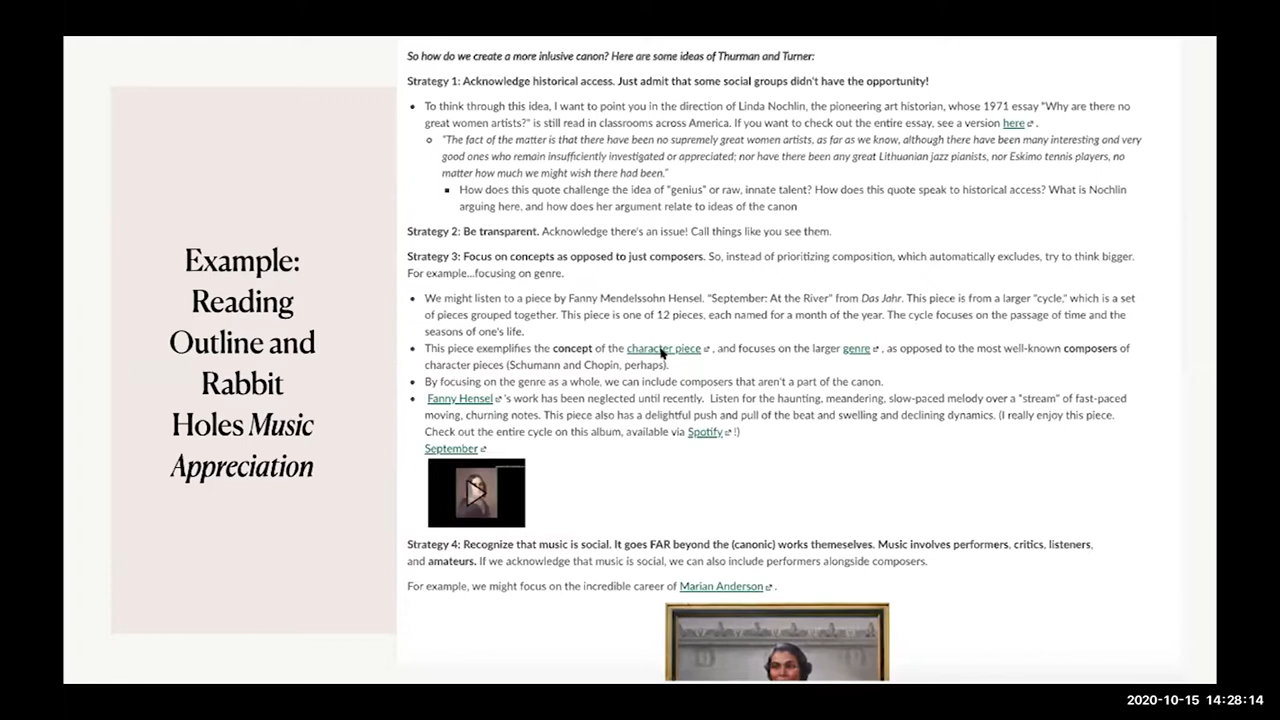 Example:
Reading
Outline and
Rabbit
Holes Music
Appreciation
So how do we create a more inlusive canon? Here are some ideas of Thurman and Turner:
Strategy 1: Acknowledge historical access. Just admit that some social groups didn't have the opportunity!
• To think through this idea, I want to point you in the direction of Linda Nochlin, the pioneering art historian, whose 1971 essay "Why are there no
great women artists?" is still read in classrooms across America. If you want to check out the entire essay, see a version here .
"The fact of the matter is that there have been no supremely great women artists, as far as we know, although there have been many interesting and very
good ones who remain insufficiently investigated or appreciated; nor have there been any great Lithuanian jazz pianists, nor Eskimo tennis players, no
matter how much we might wish there had been."
How does this quote challenge the idea of "genius" or raw, innate talent? How does this quote speak to historical access? What is Nochlin
arguing here, and how does her argument relate to ideas of the canon
Strategy 2: Be transparent. Acknowledge there's an issue! Call things like you see them.
Strategy 3: Focus on concepts as opposed to just composers. So, instead of prioritizing composition, which automatically excludes, try to think bigger.
For example...focusing on genre.
• We might listen to a piece by Fanny Mendelssohn Hensel. "September: At the River" from Das Jahr. This piece is from a larger "cycle," which is a set
of pieces grouped together. This piece is one of 12 pieces, each named for a month of the year. The cycle focuses on the passage of time and the
seasons of one's life.
• This piece exemplifies the concept of the character piece , and focuses on the larger genre , as opposed to the most well-known composers of
character pieces (Schumann and Chopin, perhaps).
• By focusing on the genre as a whole, we can include composers that aren't a part of the canon.
• Fanny Hensel 's work has been neglected until recently. Listen for the haunting, meandering, slow-paced melody over a "stream" of fast-paced
moving, churning notes. This piece also has a delightful push and pull of the beat and swelling and declining dynamics. (I really enjoy this piece.
Check out the entire cycle on this album, available via Spotify !)
September
Strategy 4: Recognize that music is social. It goes FAR beyond the (canonic) works themeselves. Music involves performers, critics, listeners,
and amateurs. If we acknowledge that music is social, we can also include performers alongside composers.
For example, we might focus on the incredible career of Marian Anderson .
2020-10-15 14:28:14